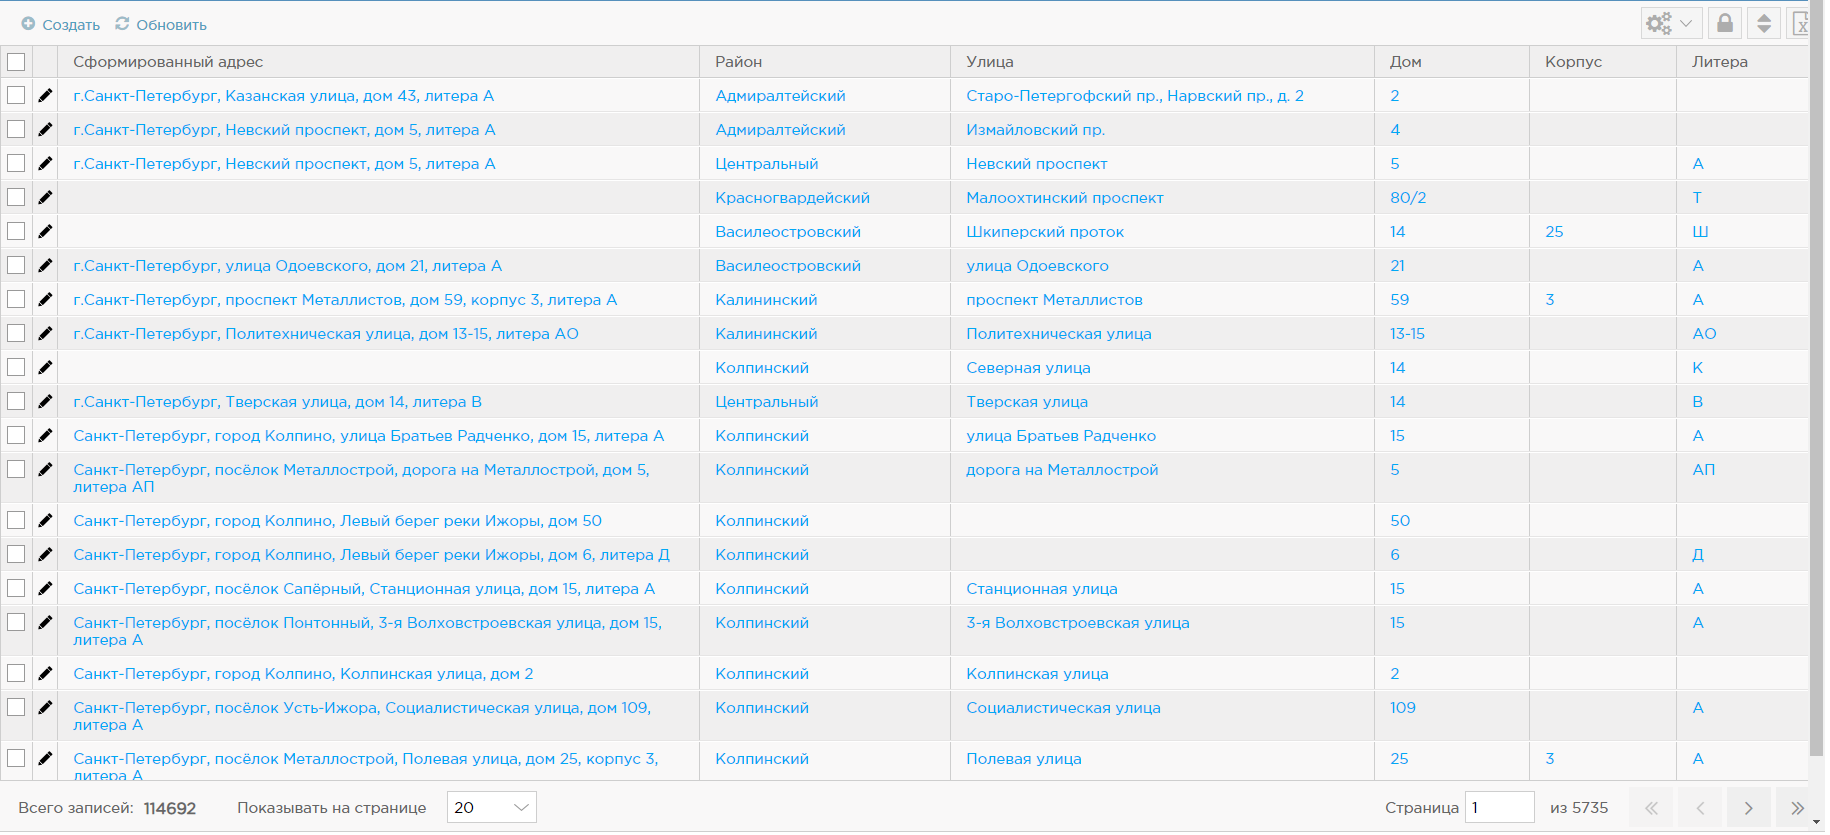 Создать Обновить
Сформированный адрес Район Улица Дом Корпус Литера
г.Санкт-Петербург, Казанская улица, дом 43, литера А Адмиралтейский Старо-Петергофский пр., Нарвский пр., д. 2 2
г.Санкт-Петербург, Невский проспект, дом 5, литера А Адмиралтейский Измайловский пр. 4
г.Санкт-Петербург, Невский проспект, дом 5, литера А Центральный Невский проспект 5 А
Красногвардейский Малоохтинский проспект 80/2 Т
Василеостровский Шкиперский проток 14 25 Ш
г.Санкт-Петербург, улица Одоевского, дом 21, литера А Василеостровский улица Одоевского 21 А
г.Санкт-Петербург, проспект Металлистов, дом 59, корпус 3, литера А Калининский проспект Металлистов 59 3 А
г.Санкт-Петербург, Политехническая улица, дом 13-15, литера АО Калининский Политехническая улица 13-15 АО
Колпинский Северная улица 14 К
г.Санкт-Петербург, Тверская улица, дом 14, литера В Центральный Тверская улица 14 В
Санкт-Петербург, город Колпино, улица Братьев Радченко, дом 15, литера А Колпинский улица Братьев Радченко 15 А
Санкт-Петербург, посёлок Металлострой, дорога на Металлострой, дом 5, Колпинский дорога на Металлострой 5 АП
литера АП
Санкт-Петербург, город Колпино, Левый берег реки Ижоры, дом 50 Колпинский 50
Санкт-Петербург, город Колпино, Левый берег реки Ижоры, дом 6, литера Д Колпинский 6 Д
Санкт-Петербург, посёлок Сапёрный, Станционная улица, дом 15, литера А Колпинский Станционная улица 15 А
Санкт-Петербург, посёлок Понтонный, 3-я Волховстроевская улица, дом 15, Колпинский 3-я Волховстроевская улица 15 А
литера А
Санкт-Петербург, город Колпино, Колпинская улица, дом 2 Колпинский Колпинская улица 2
Санкт-Петербург, посёлок Усть-Ижора, Социалистическая улица, дом 109, Колпинский Социалистическая улица 109 А
литера А
Санкт-Петербург, посёлок Металлострой, Полевая улица, дом 25, корпус 3, Колпинский Полевая улица 25 3 А
литера А
Всего записей: 114692 Показывать на странице 20 Страница 1 из 5735